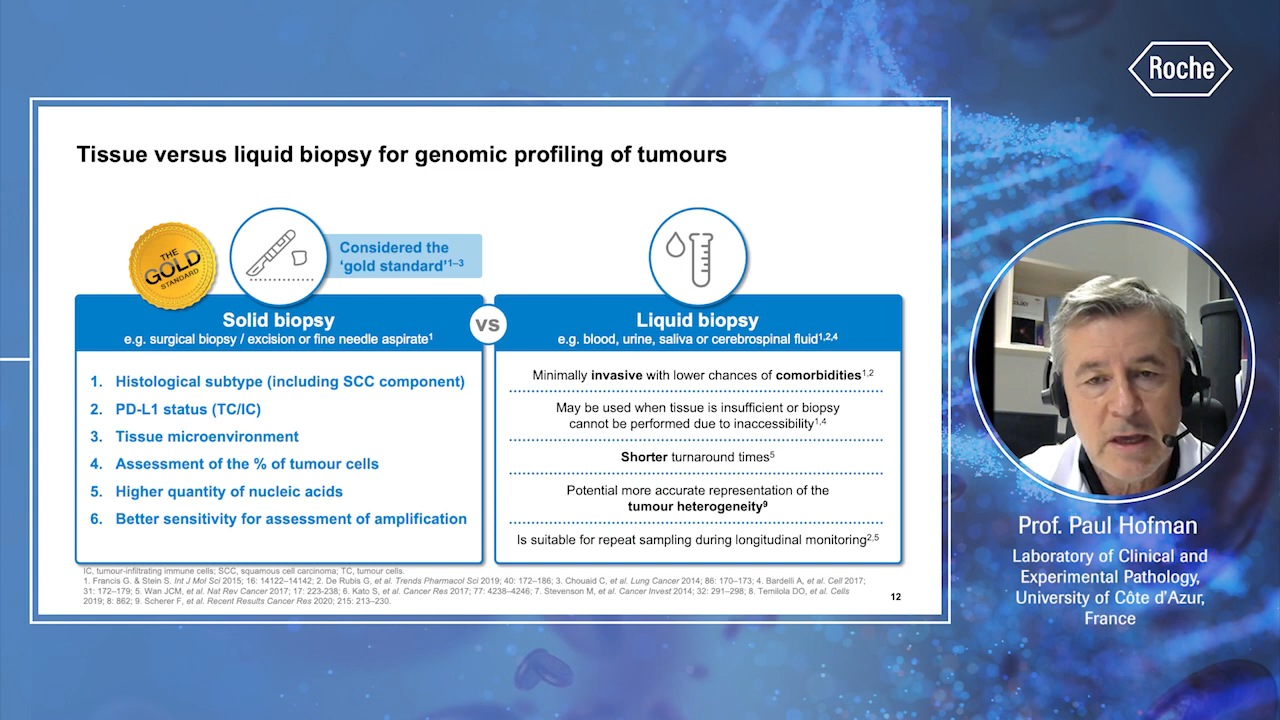 Roche
Tissue versus liquid biopsy for genomic profiling of tumours
THE
GOLD
STANDARD
Considered the
‘gold standard’1–3
Solid biopsy
e.g. surgical biopsy / excision or fine needle aspirate1
1. Histological subtype (including SCC component)
2. PD-L1 status (TC/IC)
3. Tissue microenvironment
4. Assessment of the % of tumour cells
5. Higher quantity of nucleic acids
6. Better sensitivity for assessment of amplification
VS
Liquid biopsy
e.g. blood, urine, saliva or cerebrospinal fluid1,2,4
Minimally invasive with lower chances of comorbidities1,2
May be used when tissue is insufficient or biopsy
cannot be performed due to inaccessibility1,4
Shorter turnaround times5
Potential more accurate representation of the
tumour heterogeneity9
Is suitable for repeat sampling during longitudinal monitoring2,5
IC, tumour-infiltrating immune cells; SCC, squamous cell carcinoma; TC, tumour cells.
1. Francis G. & Stein S. Int J Mol Sci 2015; 16: 14122–14142; 2. De Rubis G, et al. Trends Pharmacol Sci 2019; 40: 172–186; 3. Chouaid C, et al. Lung Cancer 2014; 86: 170–173; 4. Bardelli A, et al. Cell 2017;
31: 172–179; 5. Wan JCM, et al. Nat Rev Cancer 2017; 17: 223-238; 6. Kato S, et al. Cancer Res 2017; 77: 4238–4246; 7. Stevenson M, et al. Cancer Invest 2014; 32: 291–298; 8. Temilola DO, et al. Cells
2019; 8: 862; 9. Scherer F, et al. Recent Results Cancer Res 2020; 215: 213–230.
12
Prof. Paul Hofman
Laboratory of Clinical and
Experimental Pathology,
University of Côte d’Azur,
France